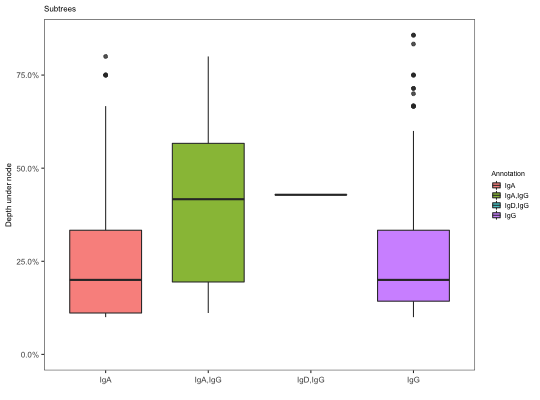 Subtrees
75.0%
50.0%
25.0%
0.0%
Depth under node
IgA
IgA,IgG
IgD,IgG
IgG
Annotation
IgA
IgA,IgG
IgD,IgG
IgG